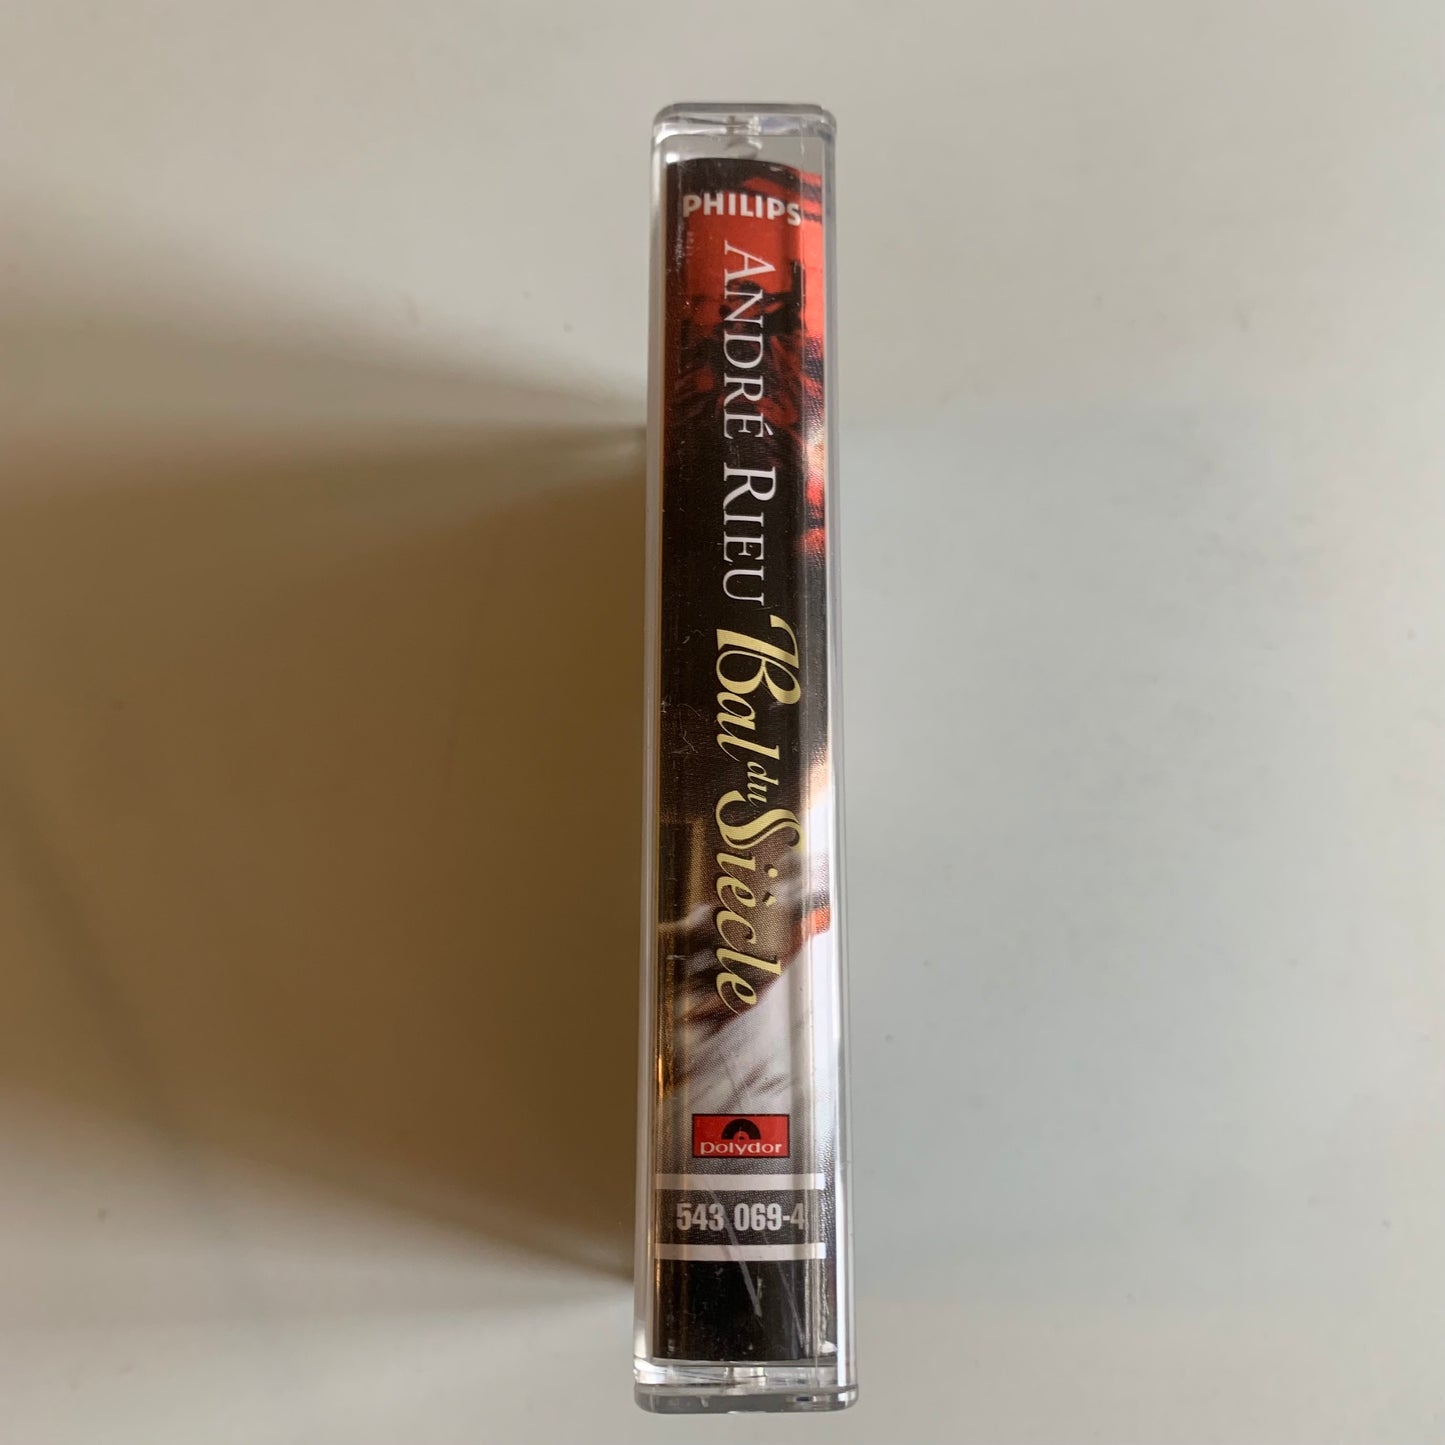 PHILIPS
ANDRÉ RIEU
Bal du Siècle
polydor
543 069-4